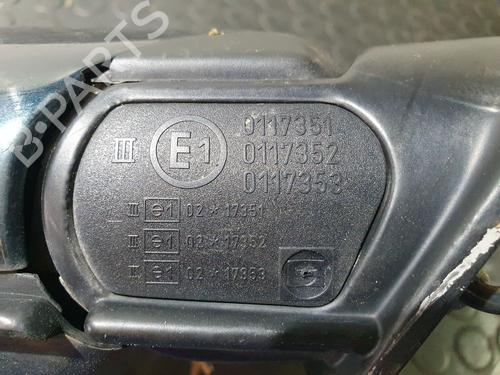 B-PARTS
III E1 0117351
0117352
0117353
III e1 02 * 17351
III e1 02 * 17352
III e1 02 * 17353
G